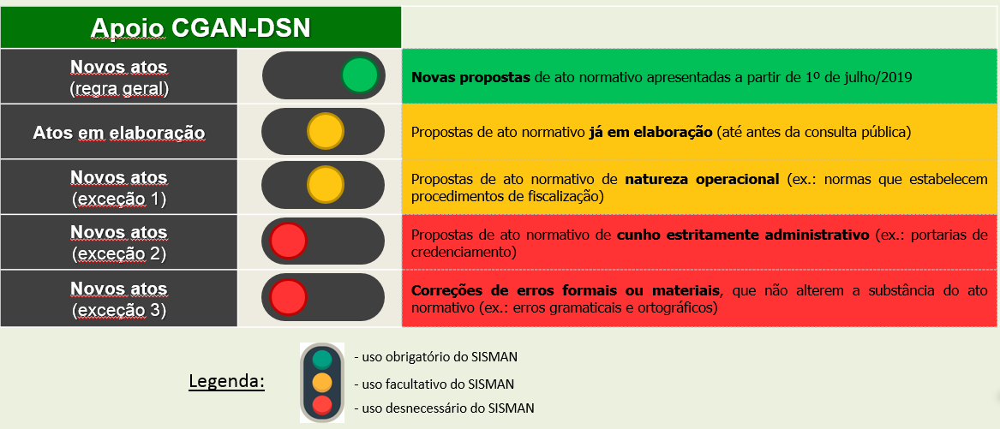 Apoio CGAN-DSN
Novos atos
(regra geral)
Novas propostas de ato normativo apresentadas a partir de 1º de julho/2019
Atos em elaboração
Propostas de ato normativo já em elaboração (até antes da consulta pública)
Novos atos
(exceção 1)
Propostas de ato normativo de natureza operacional (ex.: normas que estabelecem
procedimentos de fiscalização)
Novos atos
(exceção 2)
Propostas de ato normativo de cunho estritamente administrativo (ex.: portarias de
credenciamento)
Novos atos
(exceção 3)
Correções de erros formais ou materiais, que não alterem a substância do ato
normativo (ex.: erros gramaticais e ortográficos)
Legenda:
- uso obrigatório do SISMAN
- uso facultativo do SISMAN
- uso desnecessário do SISMAN